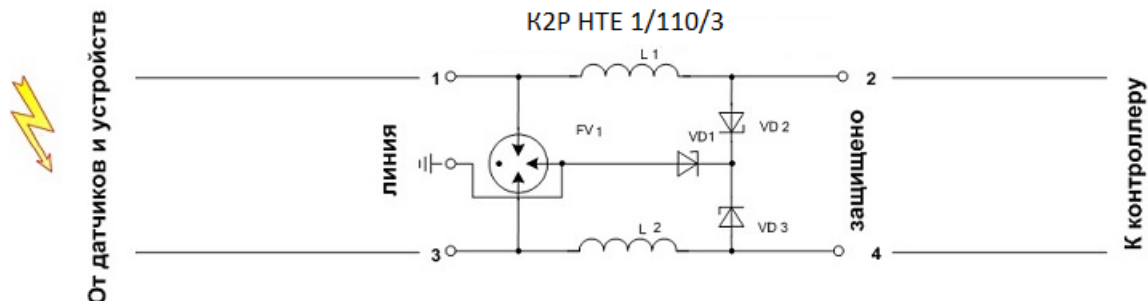 К2Р НТЕ 1/110/3
От датчиков и устройств
1
L 1
2
FV 1
VD1
VD 2
ЛИНИЯ
защищено
К контроллеру
3
L 2
VD 3
4